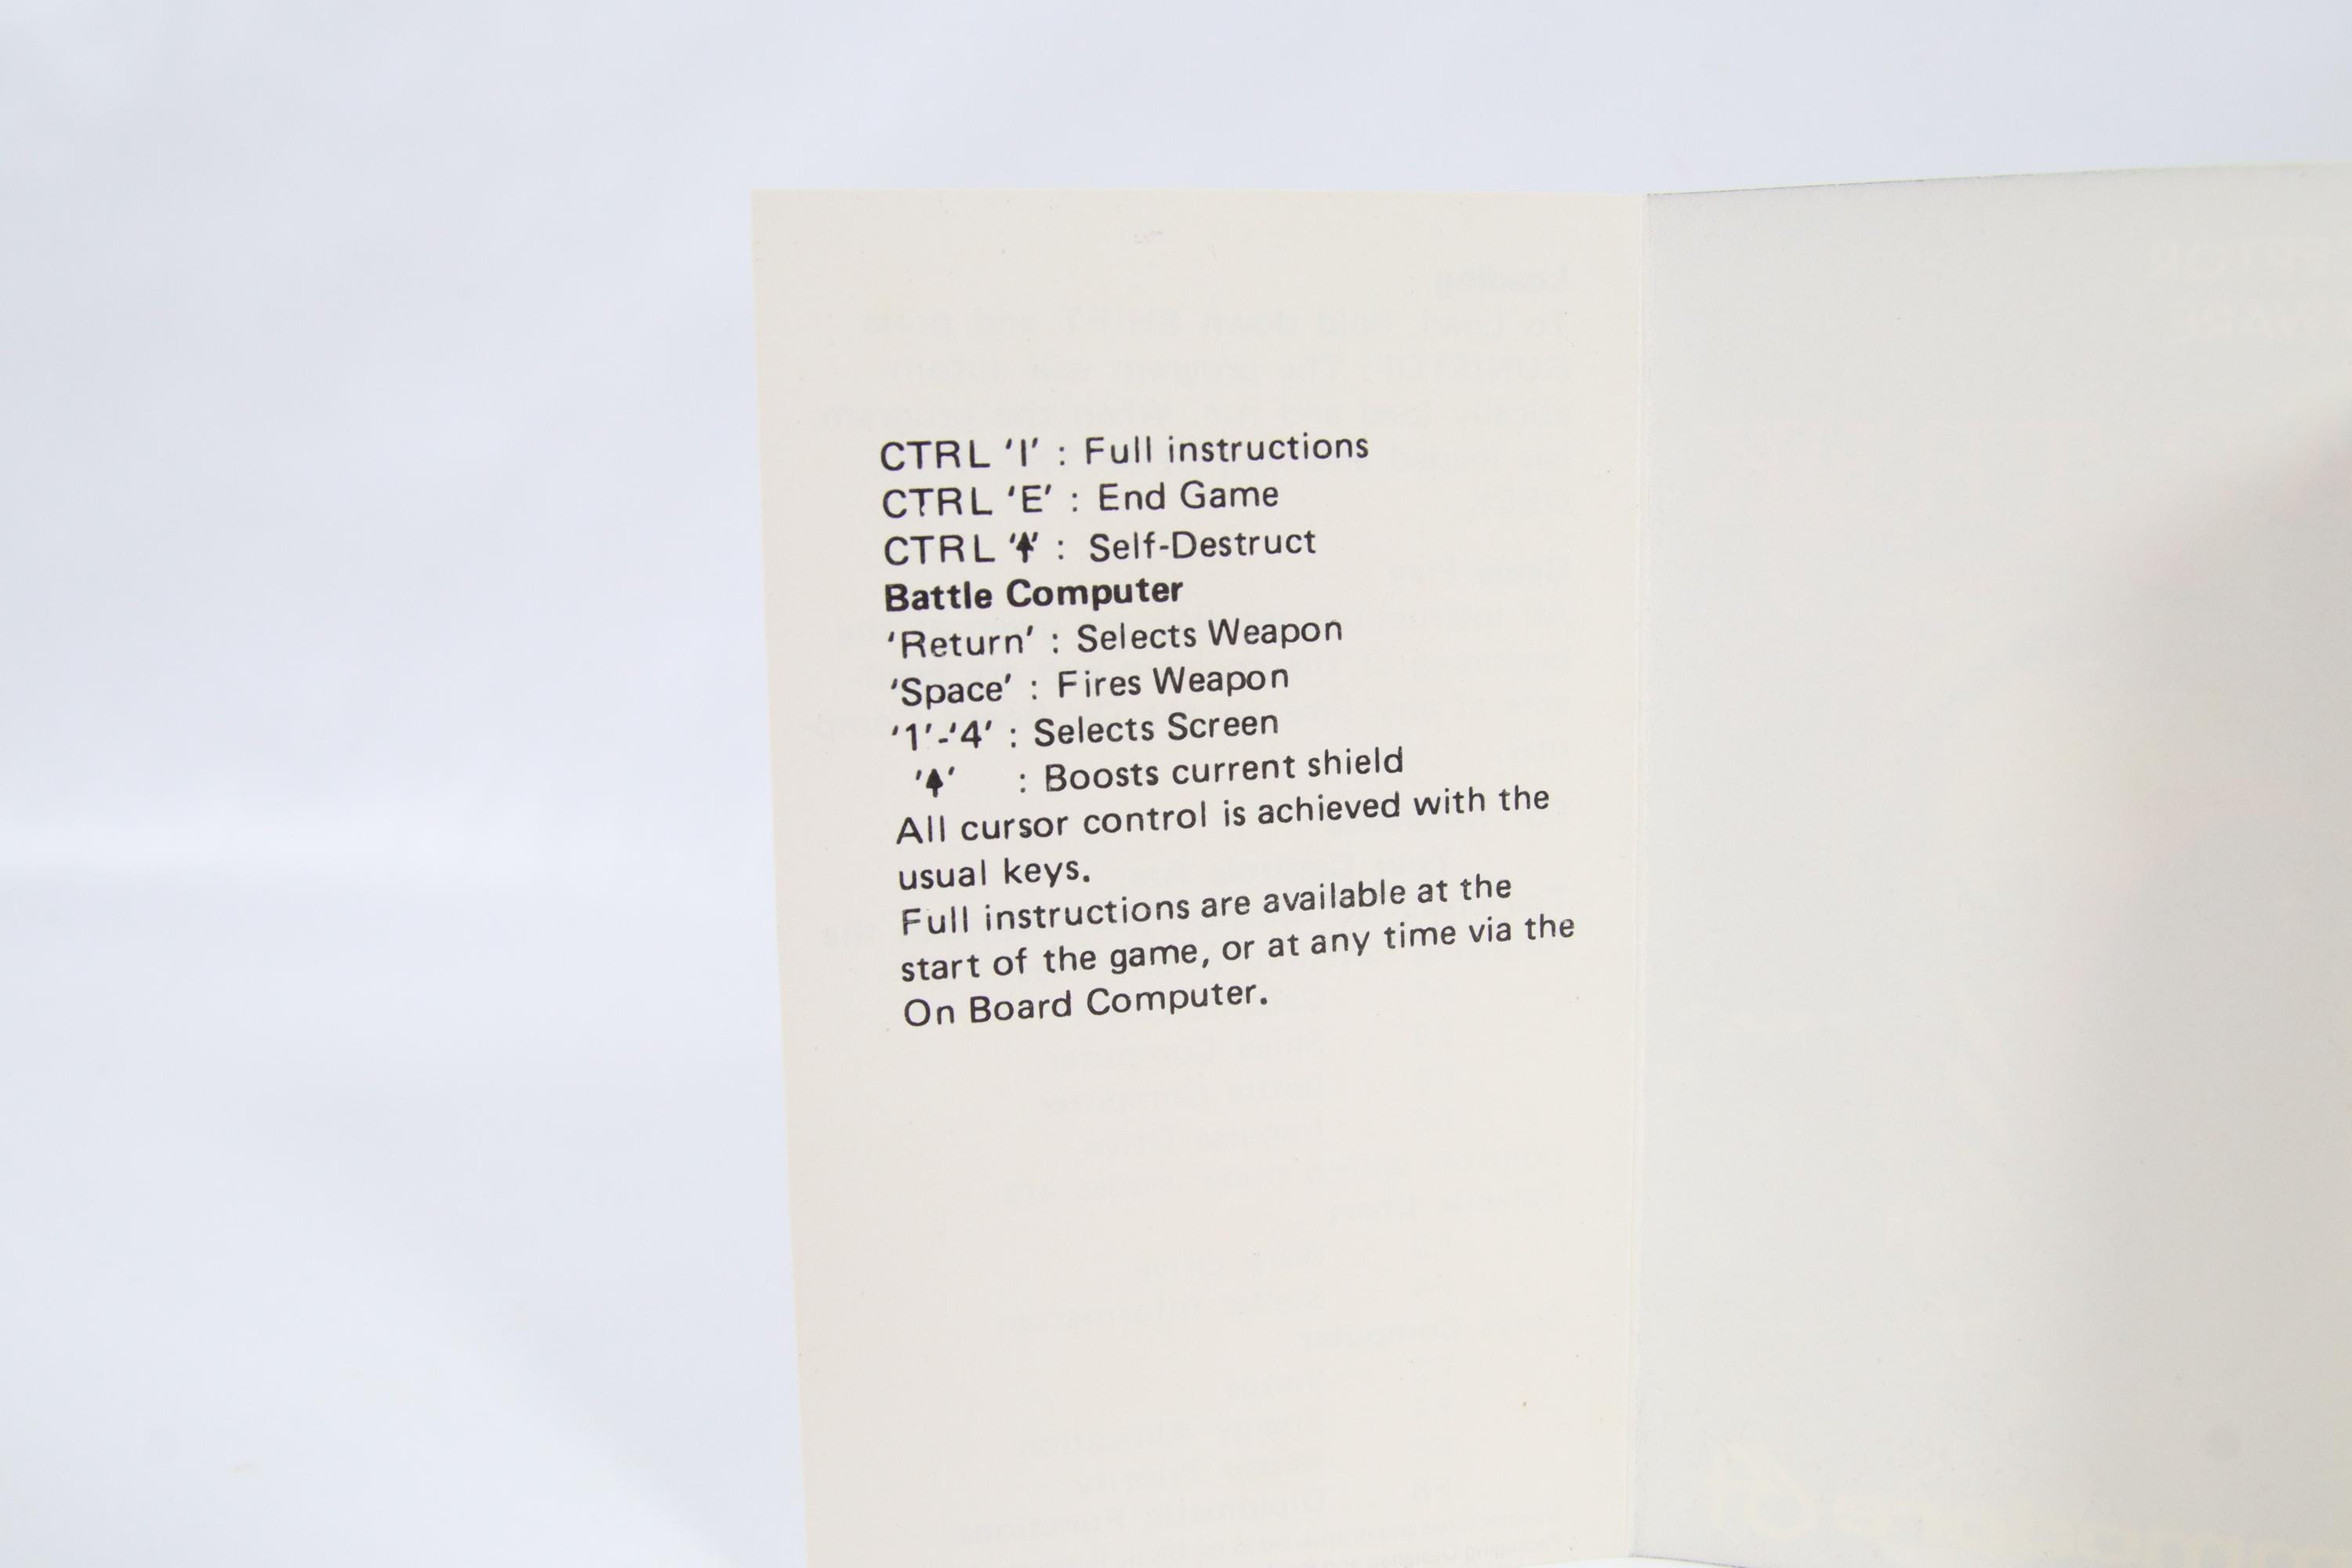 CTRL 'I' : Full instructions
CTRL 'E' : End Game
CTRL '↑' : Self-Destruct
Battle Computer
'Return' : Selects Weapon
'Space' : Fires Weapon
'1'-'4' : Selects Screen
'↑' : Boosts current shield
All cursor control is achieved with the
usual keys.
Full instructions are available at the
start of the game, or at any time via the
On Board Computer.